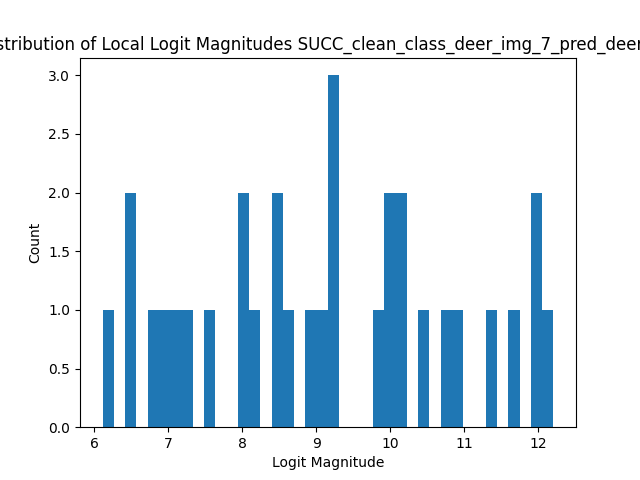 stribution of Local Logit Magnitudes SUCC_clean_class_deer_img_7_pred_deer
3.0
2.5
2.0
1.5
1.0
0.5
0.0
Count
6 7 8 9 10 11 12
Logit Magnitude